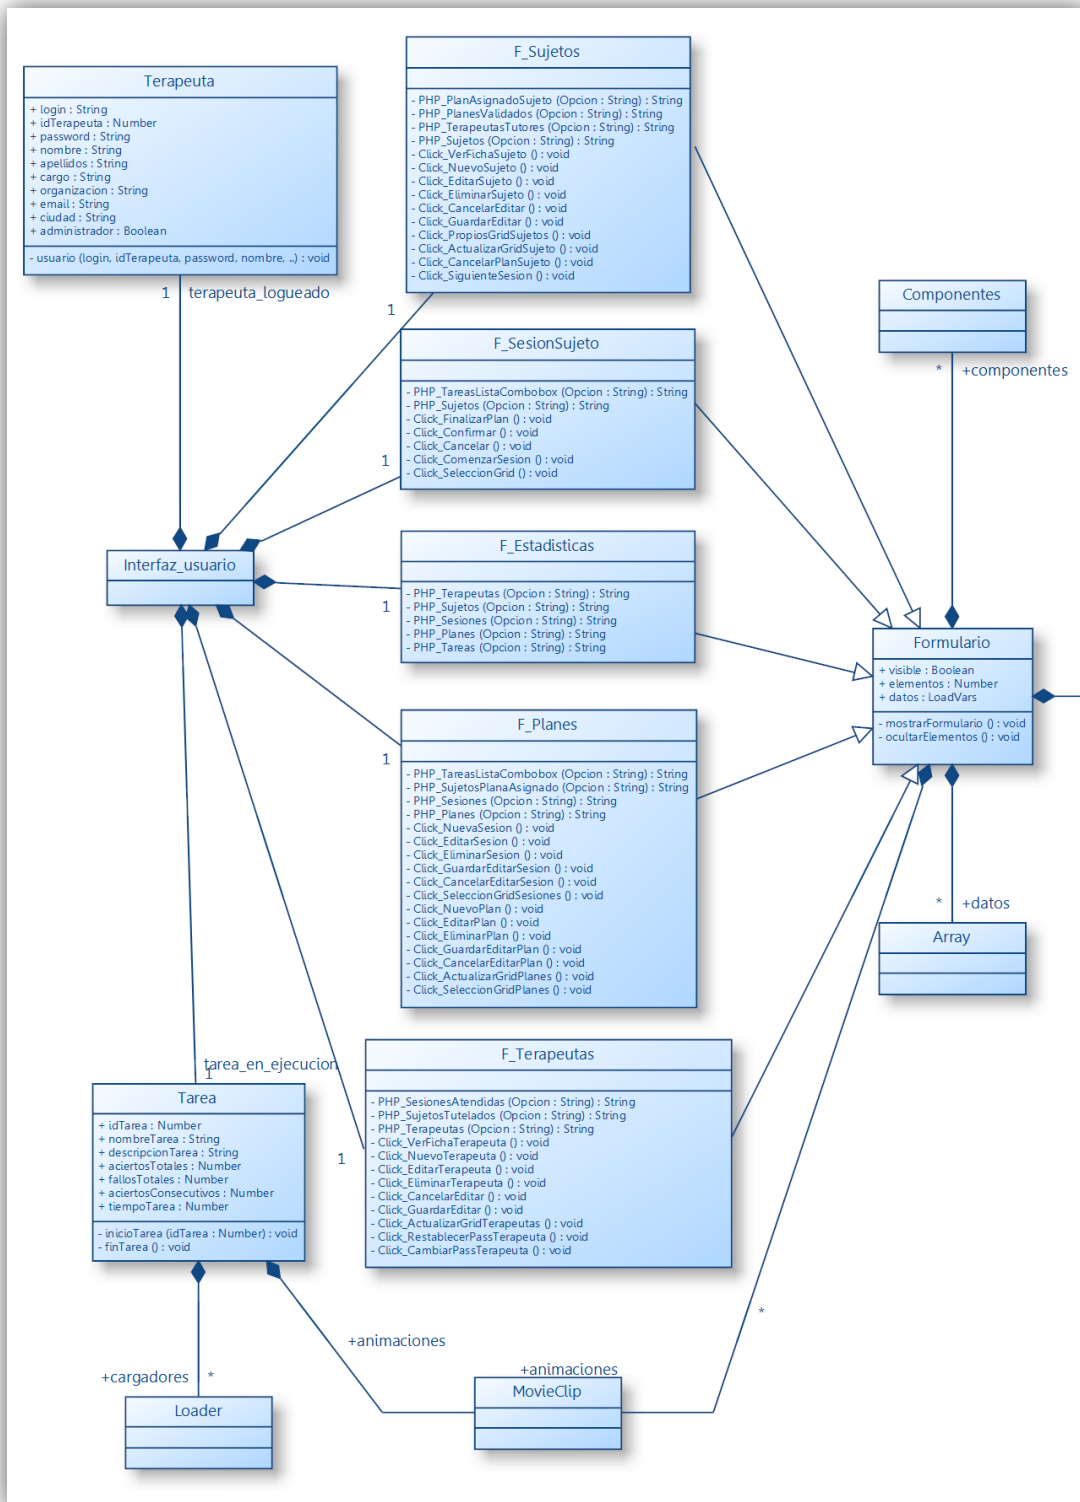 Terapeuta
+ login : String
+ idTerapeuta : Number
+ password : String
+ nombre : String
+ apellidos : String
+ cargo : String
+ organizacion : String
+ email : String
+ ciudad : String
+ administrador : Boolean
- usuario (login, idTerapeuta, password, nombre, ..) : void
1 terapeuta_logueado
F_Sujetos
- PHP_PlanAsignadoSujeto (Opcion : String) : String
- PHP_PlanesValidados (Opcion : String) : String
- PHP_TerapeutasTutores (Opcion : String) : String
- PHP_Sujetos (Opcion : String) : String
- Click_VerFichaSujeto () : void
- Click_NuevoSujeto () : void
- Click_EditarSujeto () : void
- Click_EliminarSujeto () : void
- Click_CancelarEditar () : void
- Click_GuardarEditar () : void
- Click_PropiosGridSujetos () : void
- Click_ActualizarGridSujeto () : void
- Click_CancelarPlanSujeto () : void
- Click_SiguienteSesion () : void
1
F_SesionSujeto
- PHP_TareasListaCombobox (Opcion : String) : String
- PHP_Sujetos (Opcion : String) : String
- Click_FinalizarPlan () : void
- Click_Confirmar () : void
- Click_Cancelar () : void
- Click_ComenzarSesion () : void
- Click_SeleccionGrid () : void
1
Componentes
* +componentes
Interfaz_usuario
F_Estadisticas
- PHP_Terapeutas (Opcion : String) : String
- PHP_Sujetos (Opcion : String) : String
- PHP_Sesiones (Opcion : String) : String
- PHP_Planes (Opcion : String) : String
- PHP_Tareas (Opcion : String) : String
1
Formulario
+ visible : Boolean
+ elementos : Number
+ datos : LoadVars
- mostrarFormulario () : void
- ocultarElementos () : void
F_Planes
- PHP_TareasListaCombobox (Opcion : String) : String
- PHP_SujetosPlanaAsignado (Opcion : String) : String
- PHP_Sesiones (Opcion : String) : String
- PHP_Planes (Opcion : String) : String
- Click_NuevaSesion () : void
- Click_EditarSesion () : void
- Click_EliminarSesion () : void
- Click_GuardarEditarSesion () : void
- Click_CancelarEditarSesion () : void
- Click_SeleccionGridSesiones () : void
- Click_NuevoPlan () : void
- Click_EditarPlan () : void
- Click_EliminarPlan () : void
- Click_GuardarEditarPlan () : void
- Click_CancelarEditarPlan () : void
- Click_ActualizarGridPlanes () : void
- Click_SeleccionGridPlanes () : void
1
* +datos
Array
tarea_en_ejecucion
1
Tarea
+ idTarea : Number
+ nombreTarea : String
+ descripcionTarea : String
+ aciertosTotales : Number
+ fallosTotales : Number
+ aciertosConsecutivos : Number
+ tiempoTarea : Number
- inicioTarea (idTarea : Number) : void
- finTarea () : void
F_Terapeutas
- PHP_SesionesAtendidas (Opcion : String) : String
- PHP_SujetosTutelados (Opcion : String) : String
- PHP_Terapeutas (Opcion : String) : String
- Click_VerFichaTerapeuta () : void
- Click_NuevoTerapeuta () : void
- Click_EditarTerapeuta () : void
- Click_EliminarTerapeuta () : void
- Click_CancelarEditar () : void
- Click_GuardarEditar () : void
- Click_ActualizarGridTerapeutas () : void
- Click_RestablecerPassTerapeuta () : void
- Click_CambiarPassTerapeuta () : void
1
*
+animaciones
+cargadores *
Loader
+animaciones
MovieClip